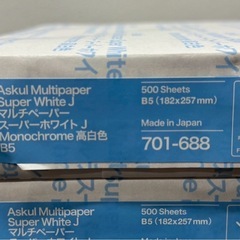 Askul Multipaper
Super White J
マルチペーパー
スーパーホワイト J
Monochrome 高白色
B5
500 Sheets
B5 (182x257mm)
Made in Japan
701-688
Askul Multipaper
Super White J
マルチペーパー
500 Sheets
B5 (182x257mm)